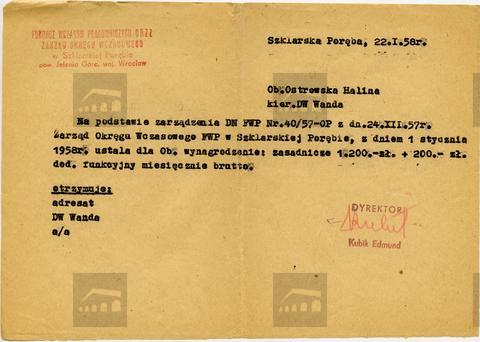 FUNDUSZ WCZASÓW PRACOWNICZYCH CRZZ
ZARZĄD OKRĘGU WCZASOWEGO
w Szklarskiej Porębie
pow. Jelenia Góra, woj. Wrocław
Szklarska Poręba, 22.I.58r.
Ob.Ostrowska Halina
kier.DW Wanda
Na podstawie zarządzenia DN FWP Nr.40/57-OP z dn.24.XII.57r.
Zarząd Okręgu Wczasowego FWP w Szklarskiej Porębie, z dniem 1 stycznia
1958r. ustala dla Ob. wynagrodzenie: zasadnicze 1.200.-zł. + 200.- zł.
dod. funkcyjny miesięcznie brutto.
otrzymuje:
adresat
DW Wanda
a/a
DYREKTOR
Kubik Edmund